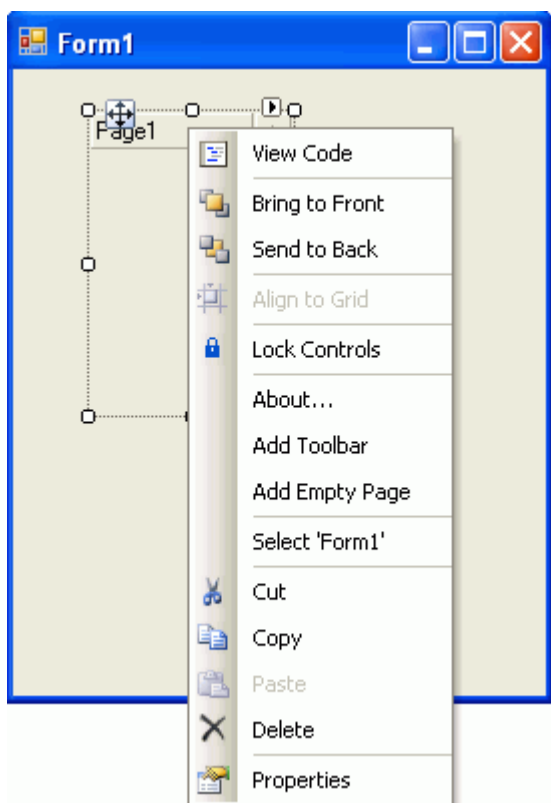 Form1
Page1
View Code
Bring to Front
Send to Back
Align to Grid
Lock Controls
About...
Add Toolbar
Add Empty Page
Select 'Form1'
Cut
Copy
Paste
Delete
Properties